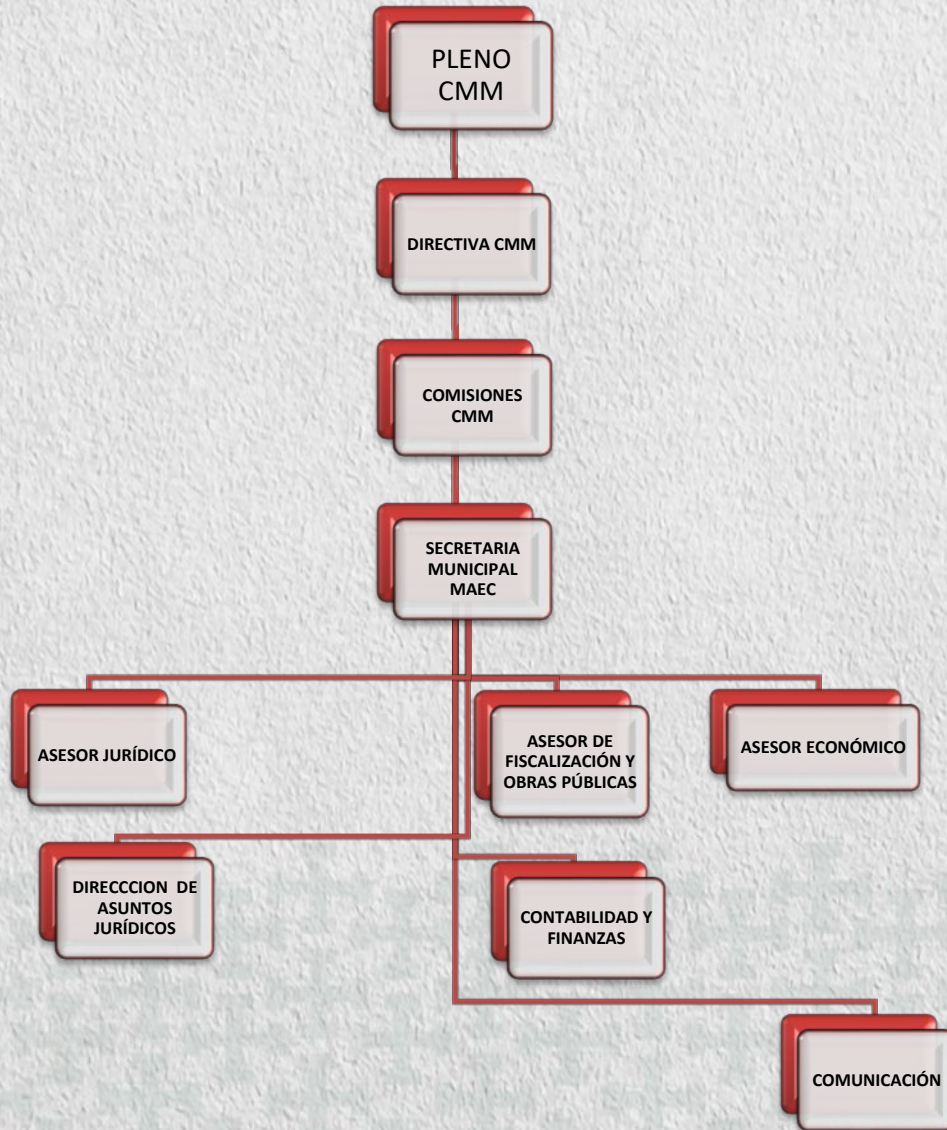 PLENO
CMM
DIRECTIVA CMM
COMISIONES
CMM
SECRETARIA
MUNICIPAL
MAEC
ASESOR JURÍDICO
ASESOR DE
FISCALIZACIÓN Y
OBRAS PÚBLICAS
ASESOR ECONÓMICO
DIRECCCION DE
ASUNTOS
JURÍDICOS
CONTABILIDAD Y
FINANZAS
COMUNICACIÓN